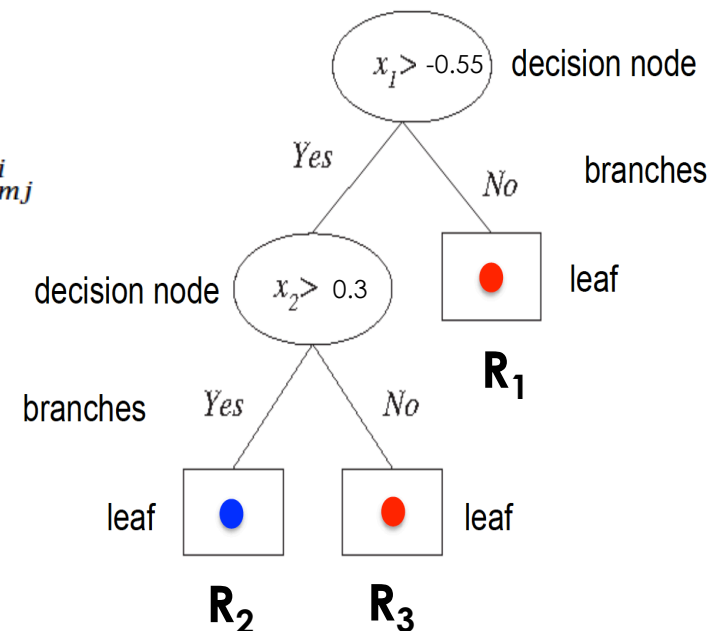 x₁> -0.55 decision node
Yes
i
mj
No
branches
decision node
x₂> 0.3
leaf
R₁
branches
Yes
No
leaf
leaf
R₂
R₃